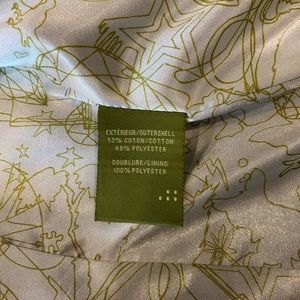 EXTÉRIEUR/OUTERSHELL
52% COTON/COTTON
48% POLYESTER
DOUBLURE/LINING
100% POLYESTER